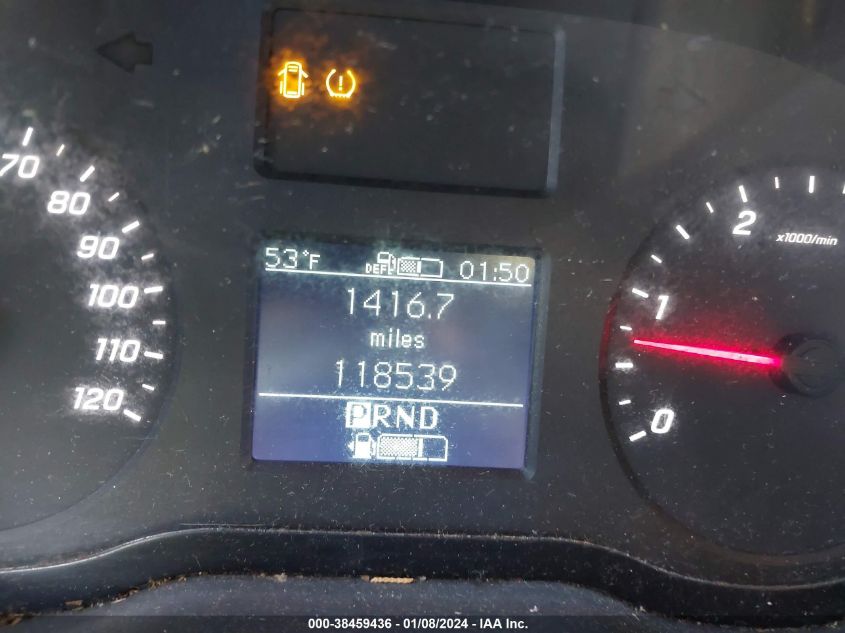 70
80
90
100
110
120
53°F DEF 01:50
1416.7
miles
118539
PRND
2
x1000/min
1
0
000-38459436 - 01/08/2024 - IAA Inc.